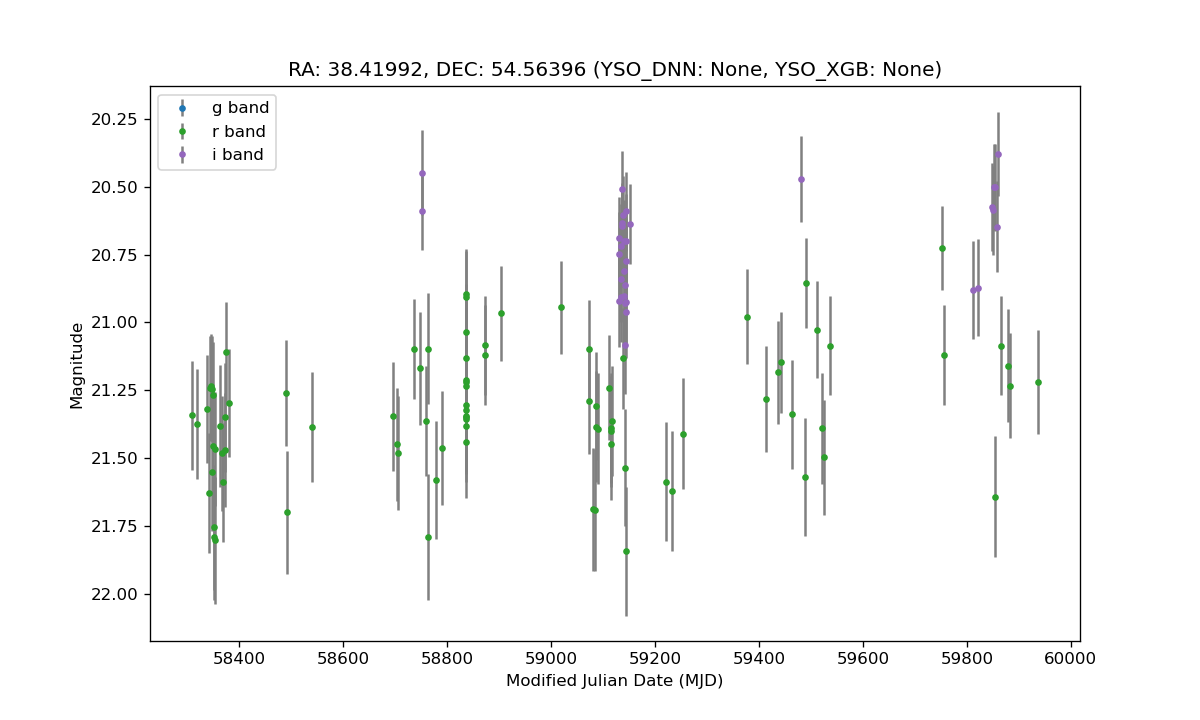 RA: 38.41992, DEC: 54.56396 (YSO_DNN: None, YSO_XGB: None)
g band
r band
i band
20.25
20.50
20.75
21.00
21.25
21.50
21.75
22.00
Magnitude
58400 58600 58800 59000 59200 59400 59600 59800 60000
Modified Julian Date (MJD)